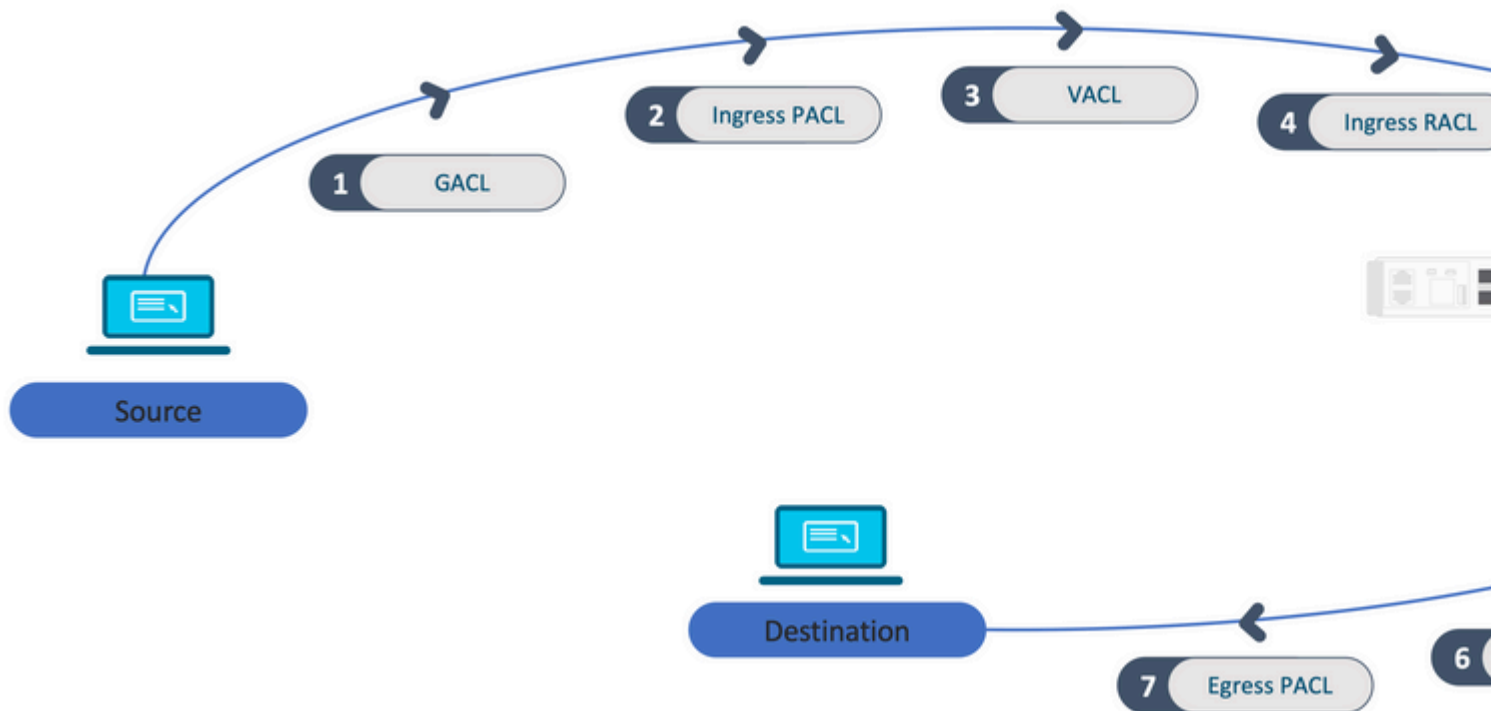 1 GACL
2 Ingress PACL
3 VACL
4 Ingress RACL
Source
Destination
6
7 Egress PACL